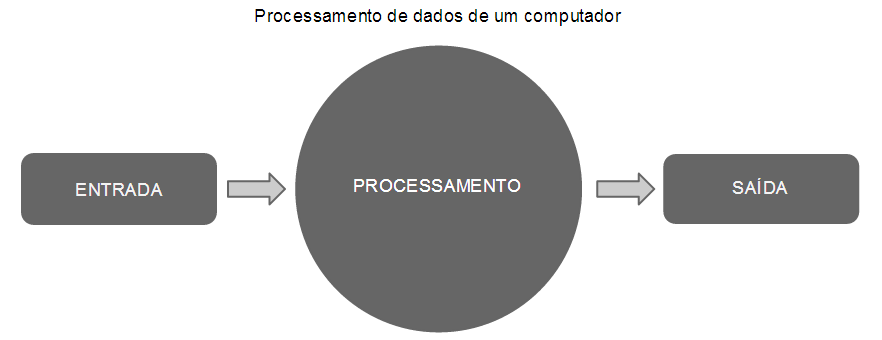 Processamento de dados de um computador
ENTRADA
PROCESSAMENTO
SAÍDA